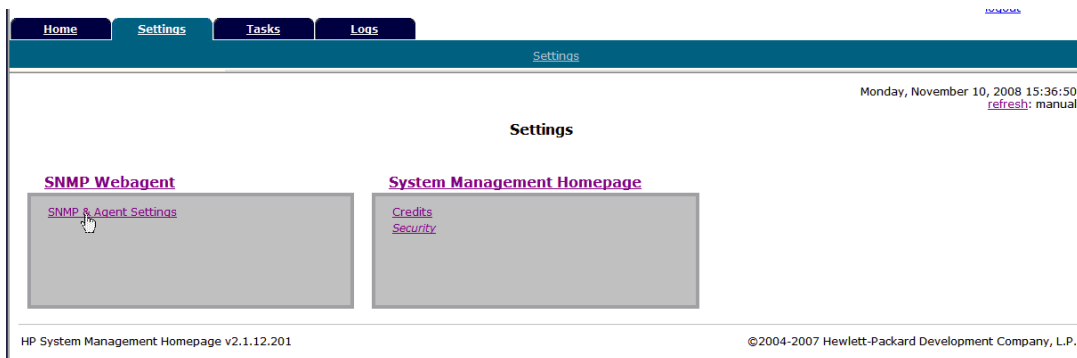 logout
Home Settings Tasks Logs
Settings
Monday, November 10, 2008 15:36:50
refresh: manual
Settings
SNMP Webagent System Management Homepage
SNMP & Agent Settings Credits
Security
HP System Management Homepage v2.1.12.201 ©2004-2007 Hewlett-Packard Development Company, L.P.